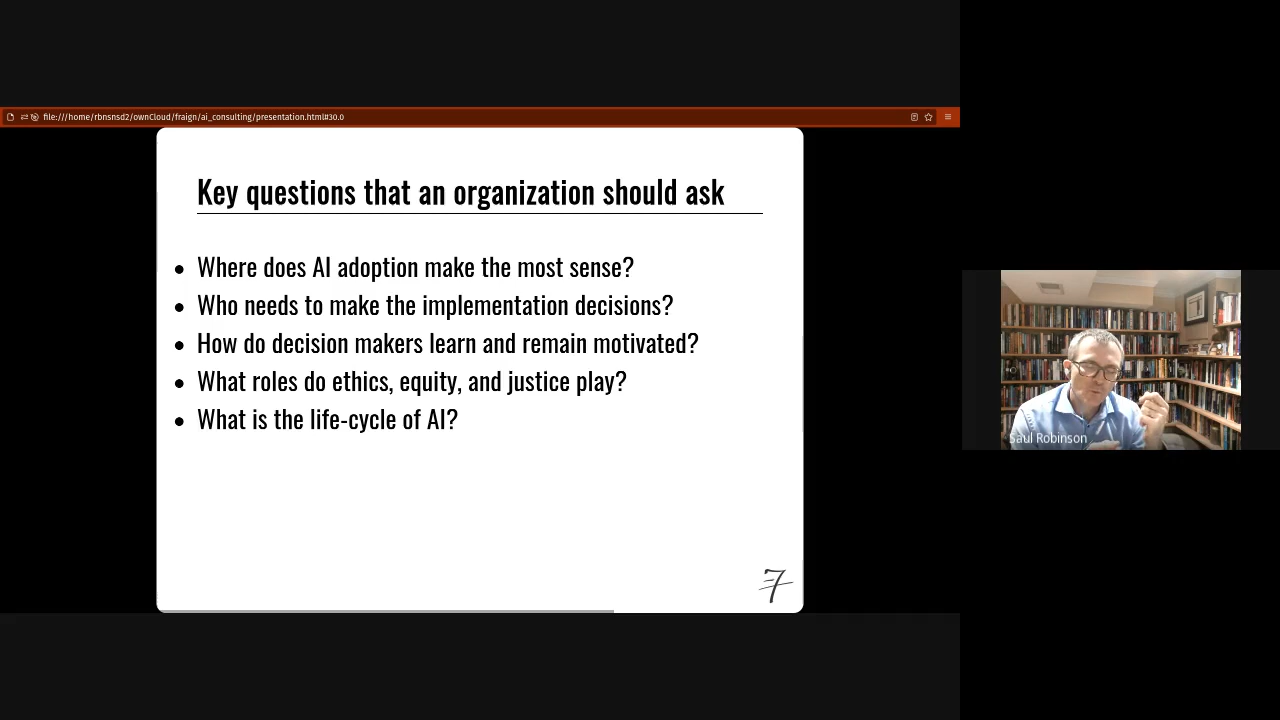 file:///home/rbnsnsd2/ownCloud/fraign/ai_consulting/presentation.html#30.0
Key questions that an organization should ask
Where does AI adoption make the most sense?
Who needs to make the implementation decisions?
How do decision makers learn and remain motivated?
What roles do ethics, equity, and justice play?
What is the life-cycle of AI?
Saul Robinson